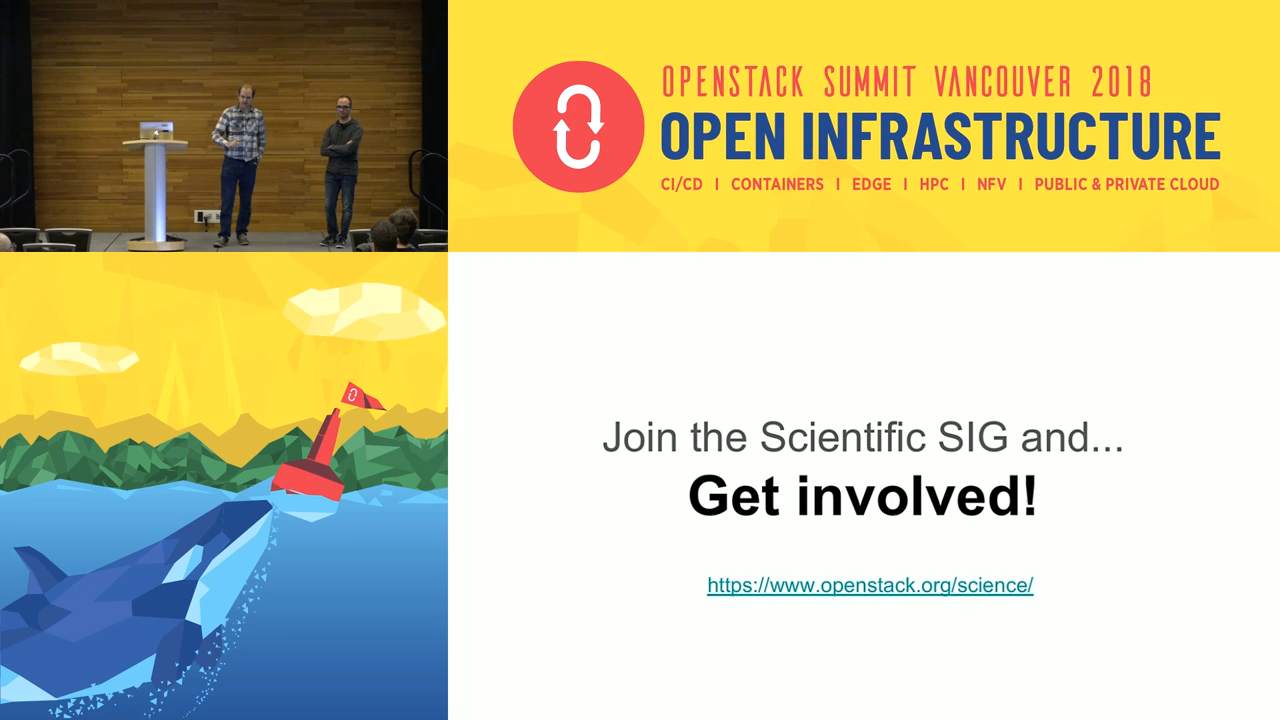 OPENSTACK SUMMIT VANCOUVER 2018
OPEN INFRASTRUCTURE
CI/CD | CONTAINERS | EDGE | HPC | NFV | PUBLIC & PRIVATE CLOUD
Join the Scientific SIG and...
Get involved!
https://www.openstack.org/science/